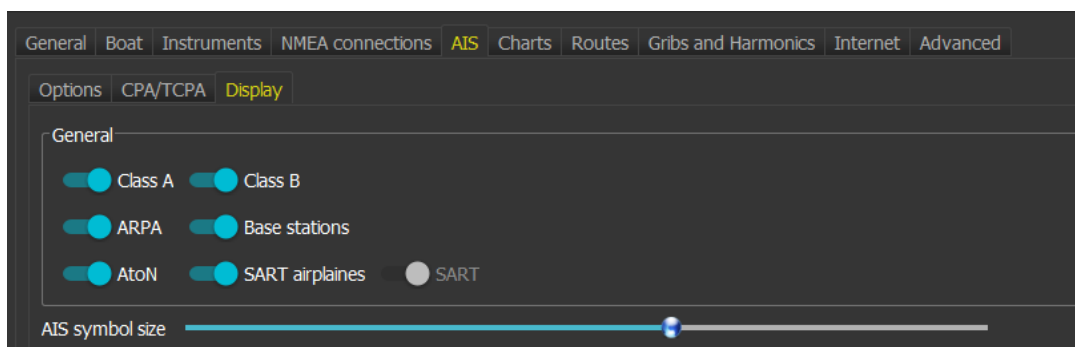 General Boat Instruments NMEA connections AIS Charts Routes Gribs and Harmonics Internet Advanced
Options CPA/TCPA Display
General
Class A Class B
ARPA Base stations
AtoN SART airplaines SART
AIS symbol size